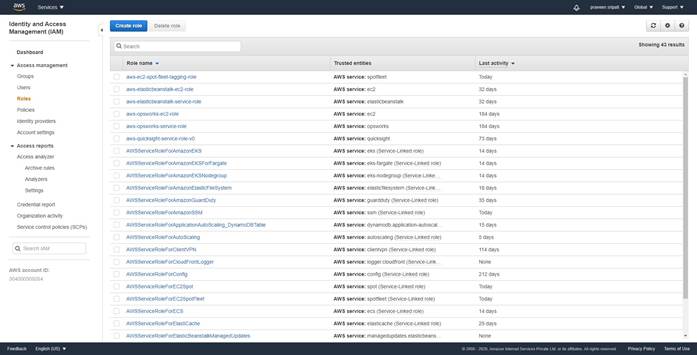 aws Services praveen sripati Global Support
Identity and Access Management (IAM)
Dashboard
Access management
Groups
Users
Roles
Policies
Identity providers
Account settings
Access reports
Access analyzer
Archive rules
Analyzers
Settings
Credential report
Organization activity
Service control policies (SCPs)
Search IAM
AWS account ID:
Create role Delete role
Search Showing 43 results
Role name Trusted entities Last activity
aws-ec2-spot-fleet-tagging-role AWS service: spotfleet Today
aws-elasticbeanstalk-ec2-role AWS service: ec2 32 days
aws-elasticbeanstalk-service-role AWS service: elasticbeanstalk 32 days
aws-opsworks-ec2-role AWS service: ec2 184 days
aws-opsworks-service-role AWS service: opsworks 184 days
aws-quicksight-service-role-v0 AWS service: quicksight 73 days
AWSServiceRoleForAmazonEKS AWS service: eks (Service-Linked role) 14 days
AWSServiceRoleForAmazonEKSForFargate AWS service: eks-fargate (Service-Linked role) 14 days
AWSServiceRoleForAmazonEKSNodegroup AWS service: eks-nodegroup (Service-Linke... 14 days
AWSServiceRoleForAmazonElasticFileSystem AWS service: elasticfilesystem (Service-Link... 16 days
AWSServiceRoleForAmazonGuardDuty AWS service: guardduty (Service-Linked role) 35 days
AWSServiceRoleForAmazonSSM AWS service: ssm (Service-Linked role) Today
AWSServiceRoleForApplicationAutoScaling_DynamoDBTable AWS service: dynamodb.application-autoscal... 15 days
AWSServiceRoleForAutoScaling AWS service: autoscaling (Service-Linked role) 5 days
AWSServiceRoleForClientVPN AWS service: clientvpn (Service-Linked role) 114 days
AWSServiceRoleForCloudFrontLogger AWS service: logger.cloudfront (Service-Link... None
AWSServiceRoleForConfig AWS service: config (Service-Linked role) 212 days
AWSServiceRoleForEC2Spot AWS service: spot (Service-Linked role) Today
AWSServiceRoleForEC2SpotFleet AWS service: spotfleet (Service-Linked role) Today
AWSServiceRoleForECS AWS service: ecs (Service-Linked role) 14 days
AWSServiceRoleForElastiCache AWS service: elasticache (Service-Linked role) 25 days
AWSServiceRoleForElasticBeanstalkManagedUpdates AWS service: managedupdates.elasticbeans... None
Feedback English (US) © 2008 - 2020, Amazon Internet Services Private Ltd. or its affiliates. All rights reserved. Privacy Policy Terms of Use